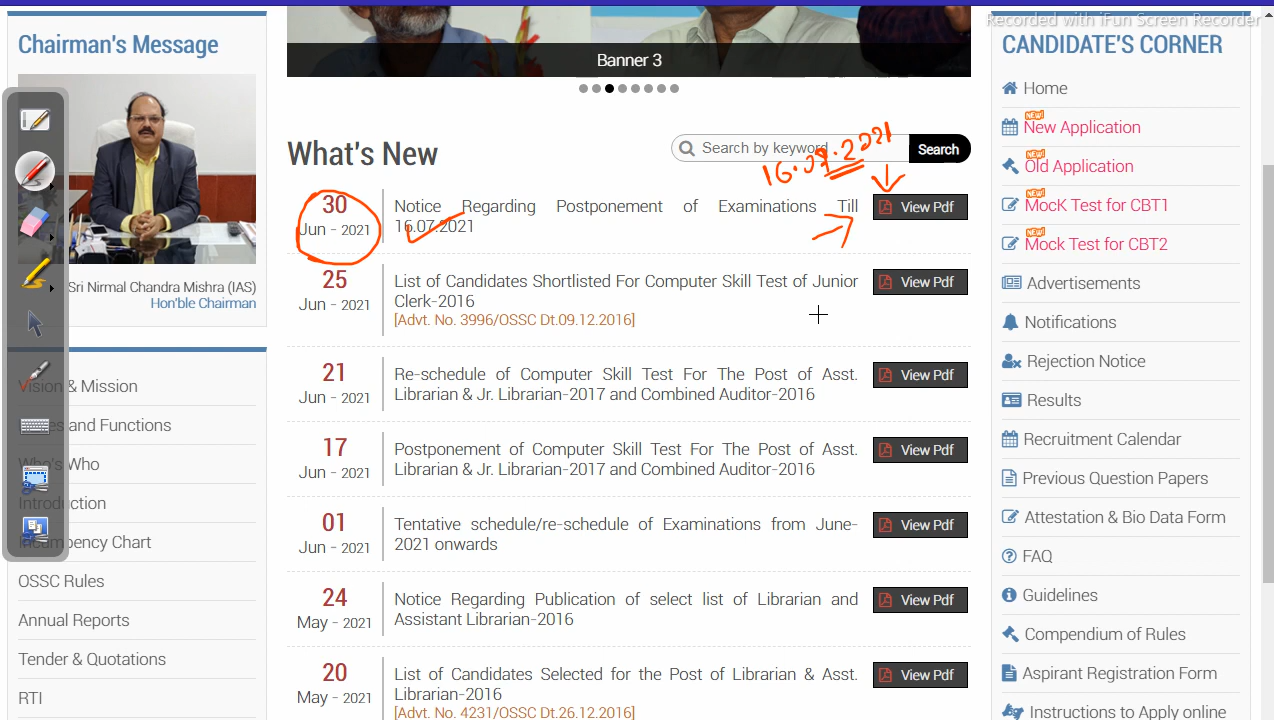 Recorded with iFun Screen Recorder
Chairman's Message
Sri Nirmal Chandra Mishra (IAS)
Hon'ble Chairman
Vision & Mission
and Functions
Who's Who
Introduction
Incumbency Chart
OSSC Rules
Annual Reports
Tender & Quotations
RTI
Banner 3
What's New
Search by keyword
Search
16.07.2021
30
Jun - 2021
Notice Regarding Postponement of Examinations Till
16.07.2021
View Pdf
25
Jun - 2021
List of Candidates Shortlisted For Computer Skill Test of Junior
Clerk-2016
[Advt. No. 3996/OSSC Dt.09.12.2016]
View Pdf
21
Jun - 2021
Re-schedule of Computer Skill Test For The Post of Asst.
Librarian & Jr. Librarian-2017 and Combined Auditor-2016
View Pdf
17
Jun - 2021
Postponement of Computer Skill Test For The Post of Asst.
Librarian & Jr. Librarian-2017 and Combined Auditor-2016
View Pdf
01
Jun - 2021
Tentative schedule/re-schedule of Examinations from June-
2021 onwards
View Pdf
24
May - 2021
Notice Regarding Publication of select list of Librarian and
Assistant Librarian-2016
View Pdf
20
May - 2021
List of Candidates Selected for the Post of Librarian & Asst.
Librarian-2016
[Advt. No. 4231/OSSC Dt.26.12.2016]
View Pdf
CANDIDATE'S CORNER
Home
NEW!
New Application
NEW!
Old Application
NEW!
MocK Test for CBT1
NEW!
Mock Test for CBT2
Advertisements
Notifications
Rejection Notice
Results
Recruitment Calendar
Previous Question Papers
Attestation & Bio Data Form
FAQ
Guidelines
Compendium of Rules
Aspirant Registration Form
Instructions to Apply online